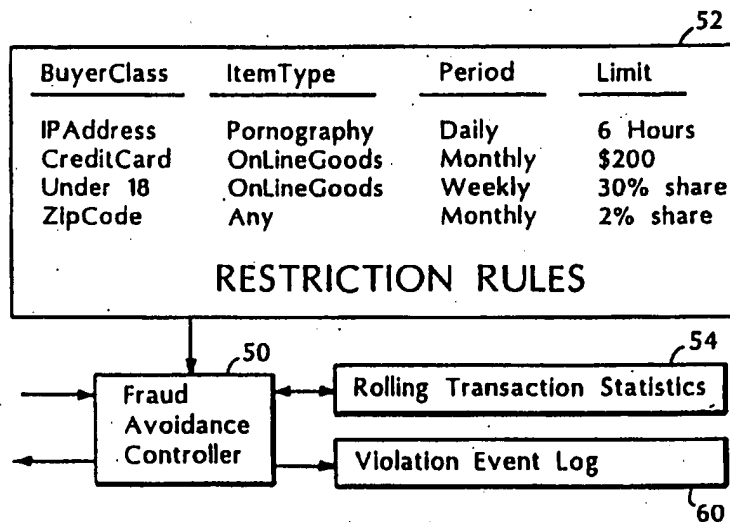 52
BuyerClass ItemType Period Limit
IPAddress Pornography Daily 6 Hours
CreditCard OnLineGoods Monthly $200
Under 18 OnLineGoods Weekly 30% share
ZipCode Any Monthly 2% share
RESTRICTION RULES
50
54
Fraud
Avoidance
Controller
Rolling Transaction Statistics
Violation Event Log
60